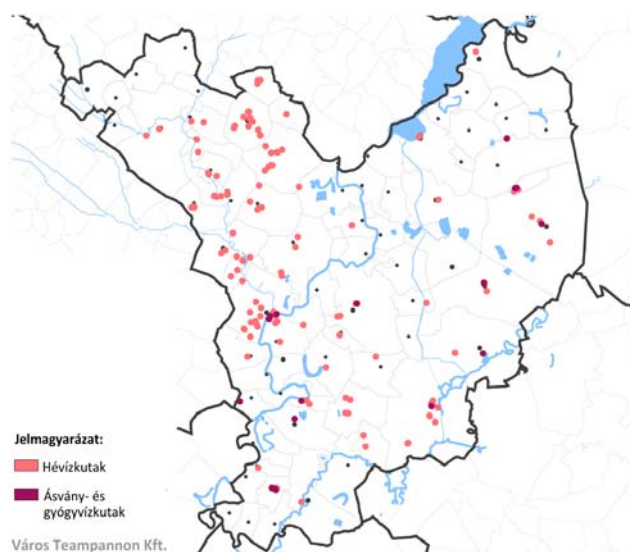 Jelmagyarázat:
Hévízkutak
Ásvány- és
gyógyvízkutak
Város Teampannon Kft.